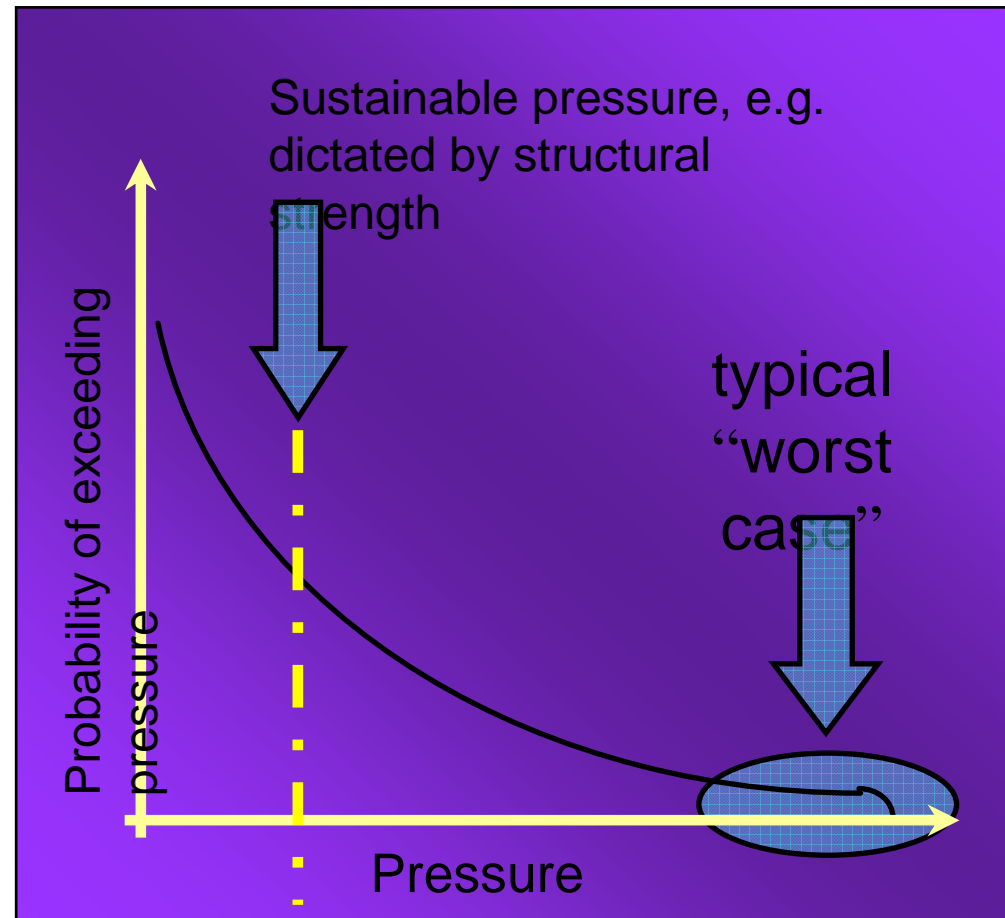 Sustainable pressure, e.g.
dictated by structural
strength
typical
“worst
case”
Probability of exceeding
pressure
Pressure